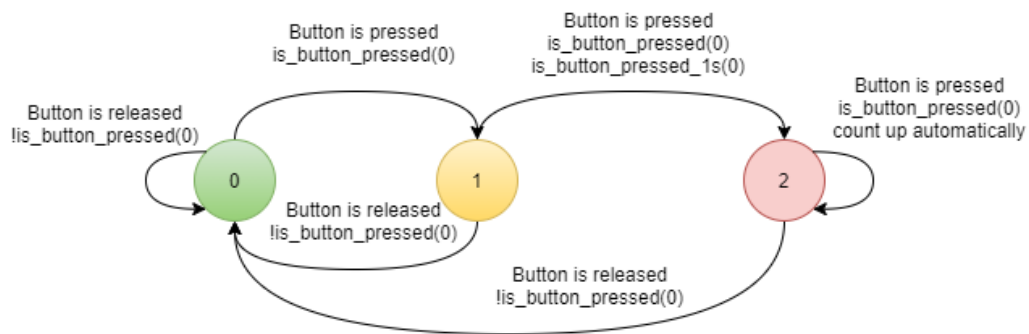 Button is pressed
is_button_pressed(0)
Button is pressed
is_button_pressed(0)
is_button_pressed_1s(0)
Button is pressed
is_button_pressed(0)
count up automatically
Button is released
!is_button_pressed(0)
0
1
2
Button is released
!is_button_pressed(0)
Button is released
!is_button_pressed(0)